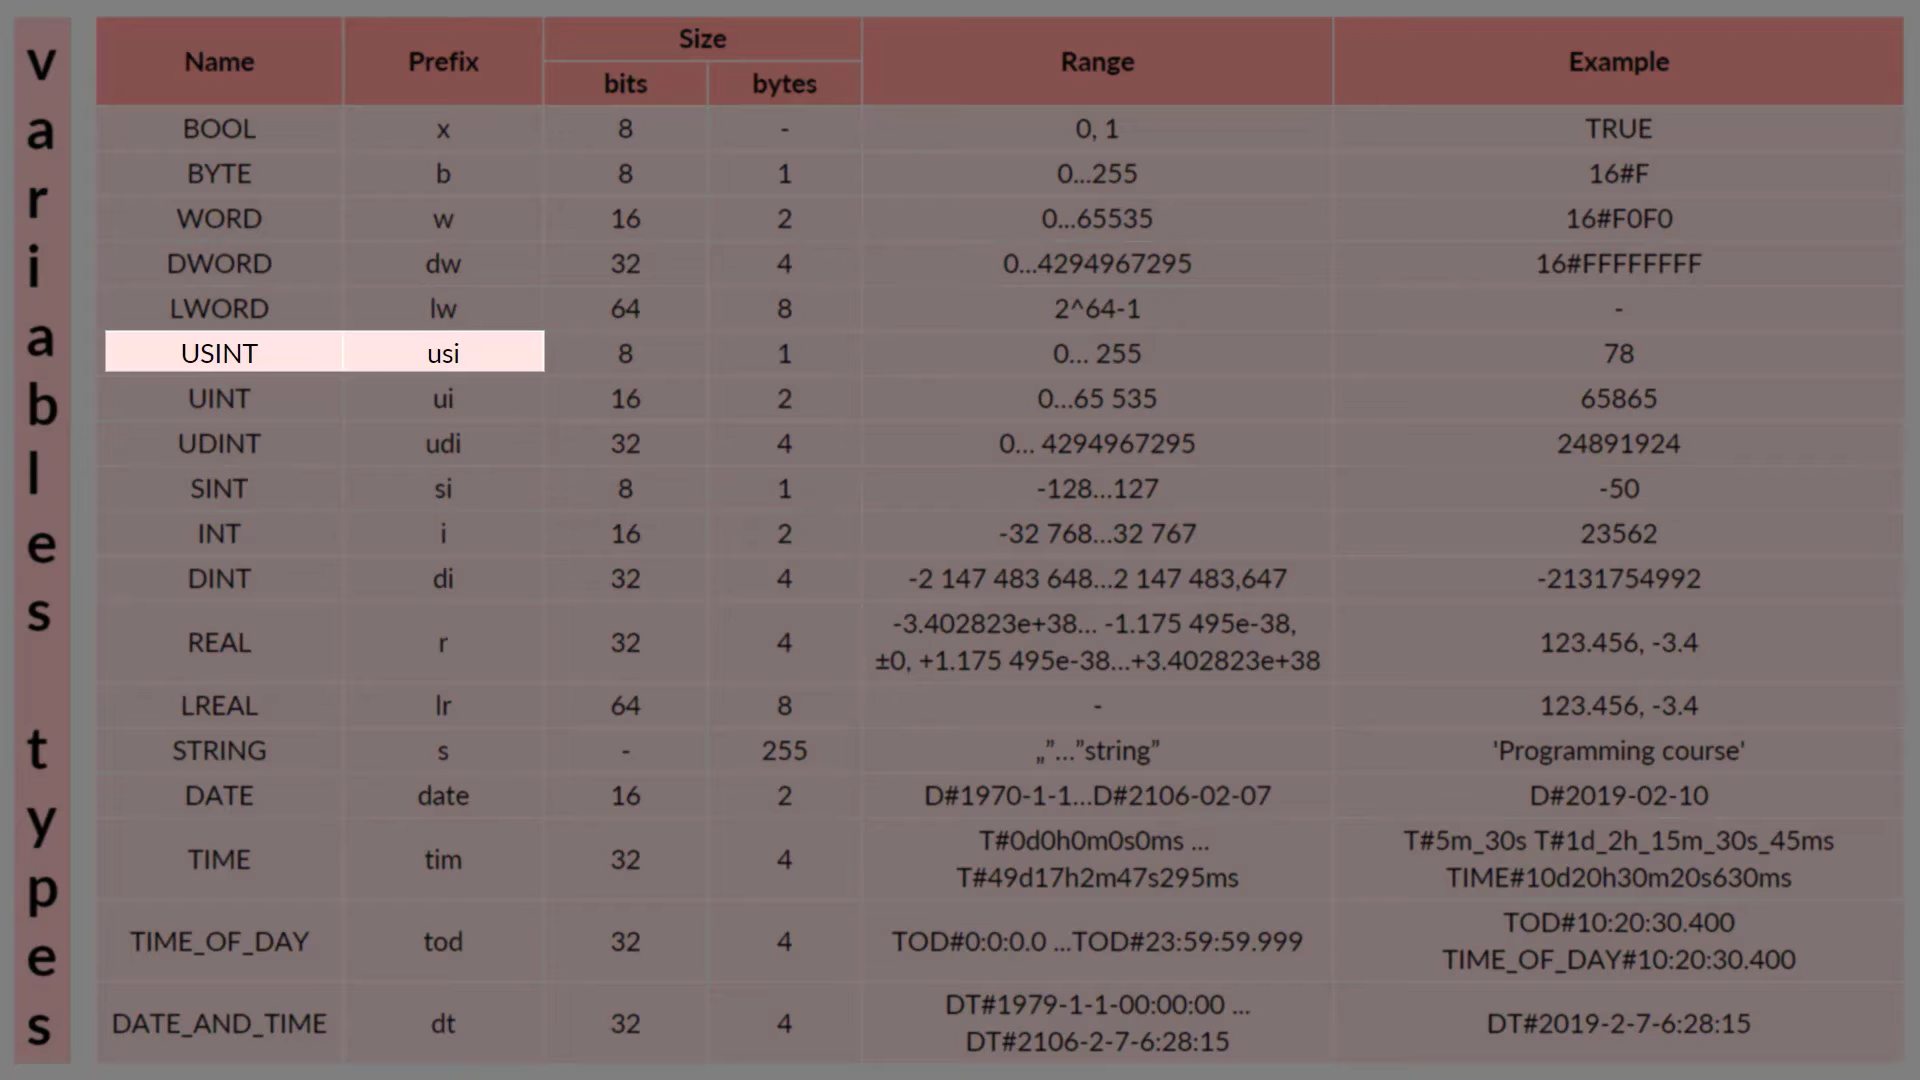 variables types
Name Prefix Size Range Example
bits bytes
BOOL x 8 - 0, 1 TRUE
BYTE b 8 1 0...255 16#F
WORD w 16 2 0...65535 16#F0F0
DWORD dw 32 4 0...4294967295 16#FFFFFFFF
LWORD lw 64 8 2^64-1 -
USINT usi 8 1 0... 255 78
UINT ui 16 2 0...65 535 65865
UDINT udi 32 4 0... 4294967295 24891924
SINT si 8 1 -128...127 -50
INT i 16 2 -32 768...32 767 23562
DINT di 32 4 -2 147 483 648...2 147 483,647 -2131754992
REAL r 32 4 -3.402823e+38... -1.175 495e-38, 123.456, -3.4
±0, +1.175 495e-38...+3.402823e+38
LREAL lr 64 8 - 123.456, -3.4
STRING s - 255 „”...”string” 'Programming course'
DATE date 16 2 D#1970-1-1...D#2106-02-07 D#2019-02-10
TIME tim 32 4 T#0d0h0m0s0ms ... T#5m_30s T#1d_2h_15m_30s_45ms
T#49d17h2m47s295ms TIME#10d20h30m20s630ms
TIME_OF_DAY tod 32 4 TOD#0:0:0.0 ...TOD#23:59:59.999 TOD#10:20:30.400
TIME_OF_DAY#10:20:30.400
DATE_AND_TIME dt 32 4 DT#1979-1-1-00:00:00 ... DT#2019-2-7-6:28:15
DT#2106-2-7-6:28:15